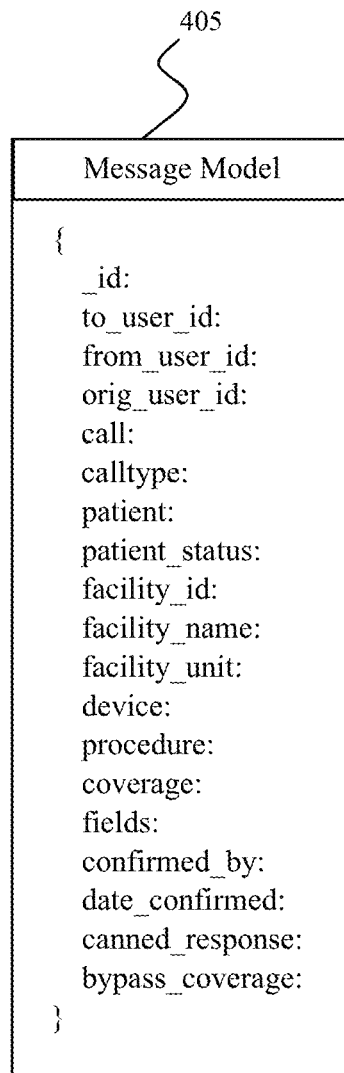 405
Message Model
{
_id:
to_user_id:
from_user_id:
orig_user_id:
call:
calltype:
patient:
patient_status:
facility_id:
facility_name:
facility_unit:
device:
procedure:
coverage:
fields:
confirmed_by:
date_confirmed:
canned_response:
bypass_coverage:
}